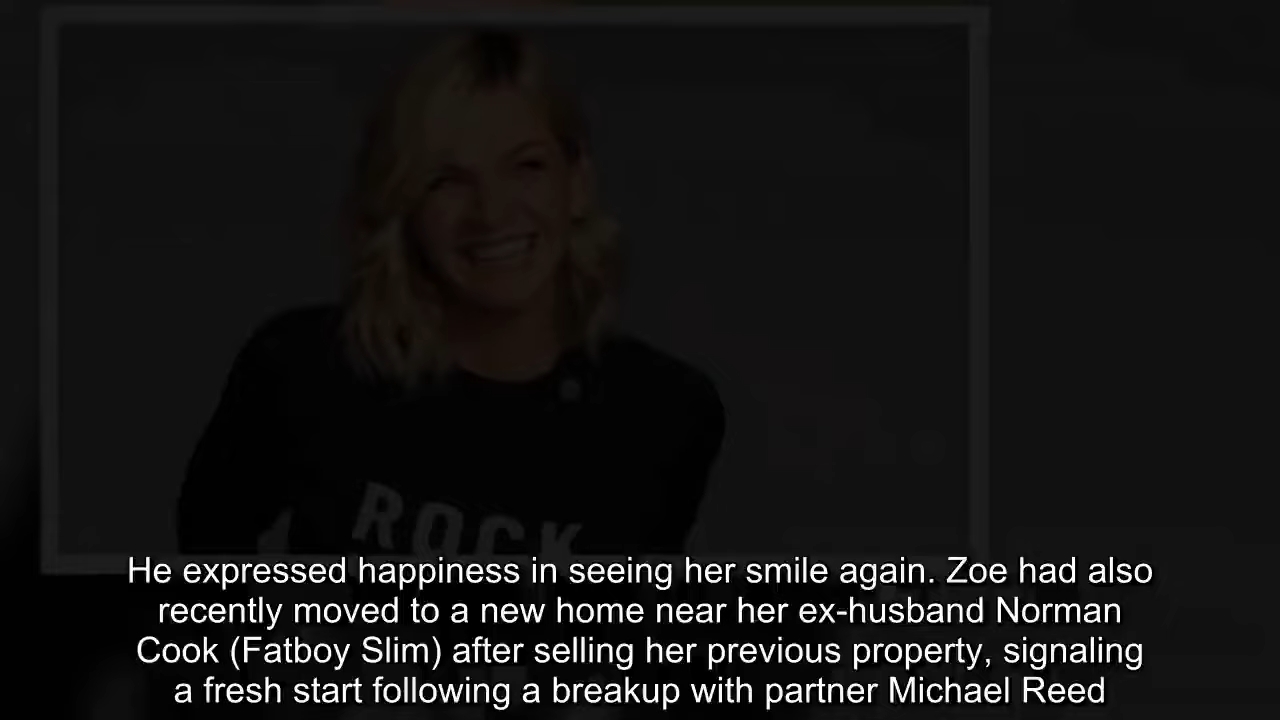 ROCK
He expressed happiness in seeing her smile again. Zoe had also
recently moved to a new home near her ex-husband Norman
Cook (Fatboy Slim) after selling her previous property, signaling
a fresh start following a breakup with partner Michael Reed